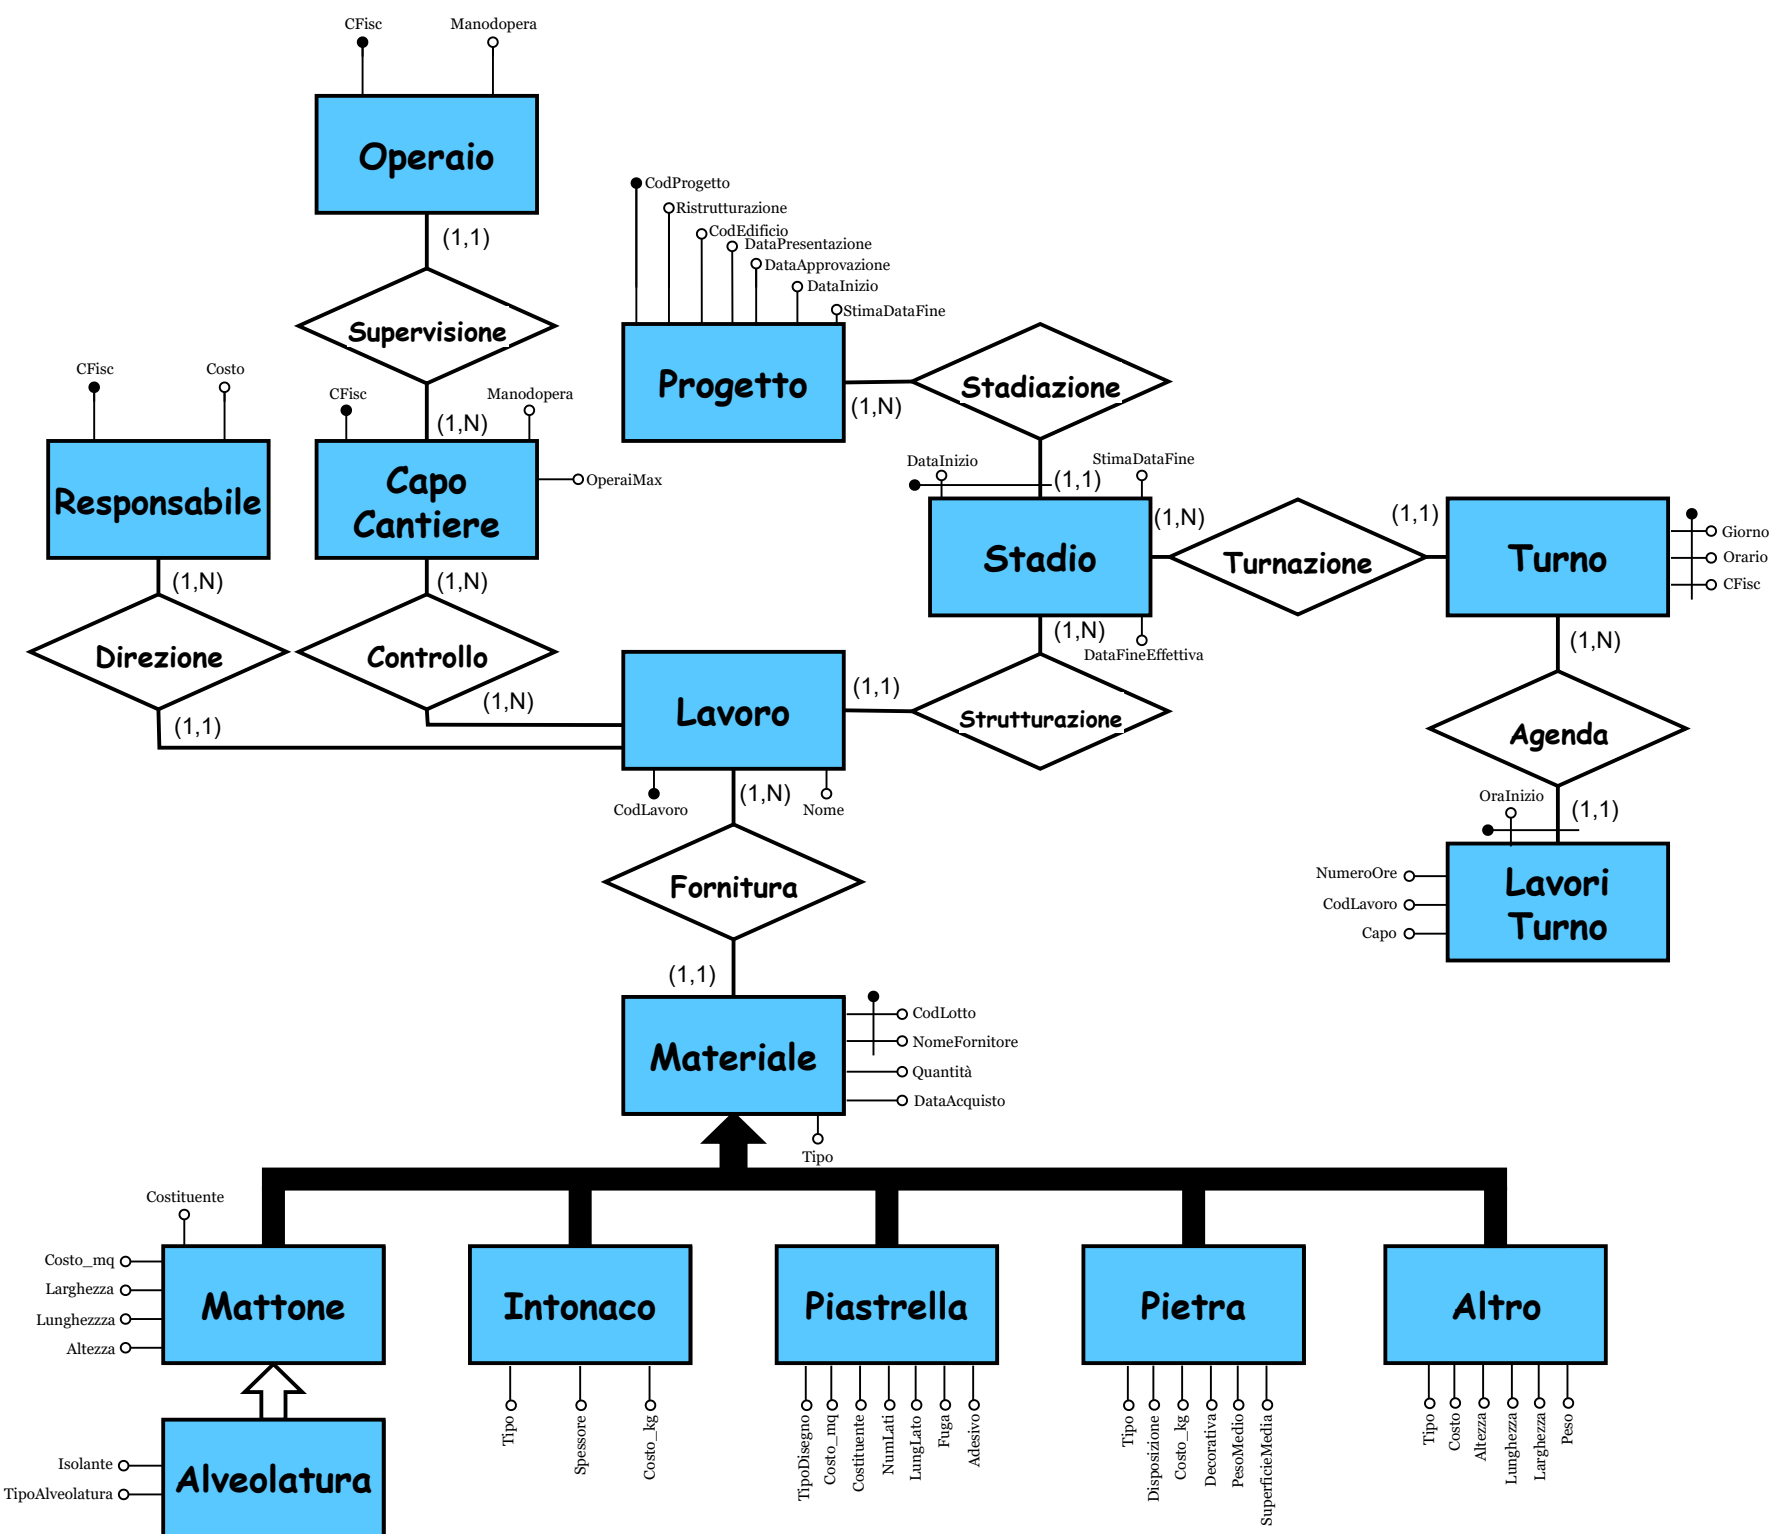 CFisc
Manodopera
Operaio
(1,1)
Supervisione
(1,N)
CFisc
Costo
CFisc
Manodopera
OperaiMax
Responsabile
Capo
Cantiere
(1,N)
(1,N)
Direzione
Controllo
(1,1)
(1,N)
CodProgetto
Ristrutturazione
CodEdificio
DataPresentazione
DataApprovazione
DataInizio
StimaDataFine
Progetto
(1,N)
Stadiazione
(1,1)
DataInizio
StimaDataFine
Stadio
(1,N)
Turnazione
(1,1)
Turno
Giorno
Orario
CFisc
(1,N)
DataFineEffettiva
Strutturazione
(1,1)
Lavoro
CodLavoro
Nome
(1,N)
Agenda
(1,1)
OraInizio
NumeroOre
CodLavoro
Capo
Lavori
Turno
(1,N)
Fornitura
(1,1)
Materiale
CodLotto
NomeFornitore
Quantità
DataAcquisto
Tipo
Costituente
Costo_mq
Larghezza
Lunghezzza
Altezza
Mattone
Intonaco
Piastrella
Pietra
Altro
Isolante
TipoAlveolatura
Alveolatura
Tipo
Spessore
Costo_kg
TipoDisegno
Costo_mq
Costituente
NumLati
LungLato
Fuga
Adesivo
Tipo
Disposizione
Costo_kg
Decorativa
PesoMedio
SuperficieMedia
Tipo
Costo
Altezza
Lunghezza
Larghezza
Peso